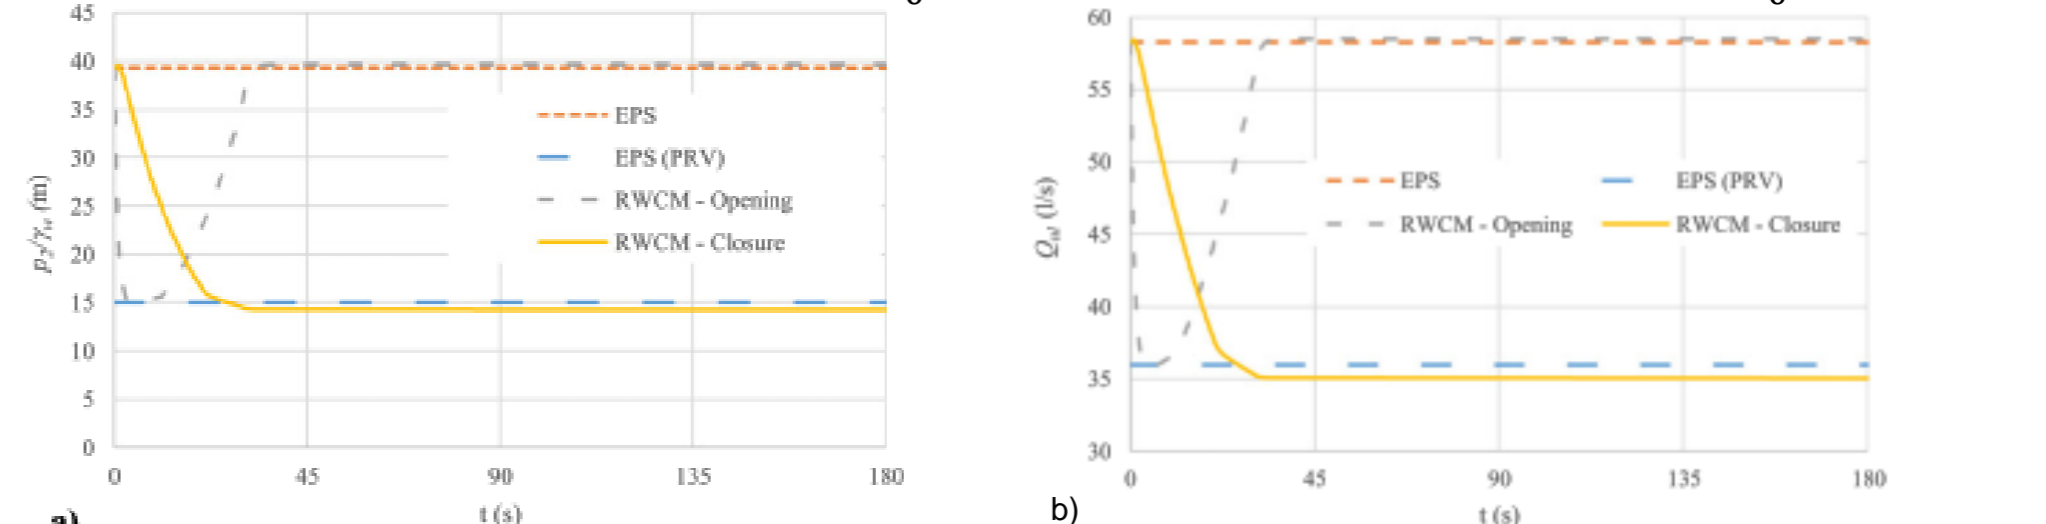 45
40
35
30
25
20
15
10
5
0
p2/γw (m)
EPS
EPS (PRV)
RWCM - Opening
RWCM - Closure
0 45 90 135 180
t (s)
a)
60
55
50
45
40
35
30
EPS EPS (PRV)
RWCM - Opening RWCM - Closure
0 45 90 135 180
t (s)
b)